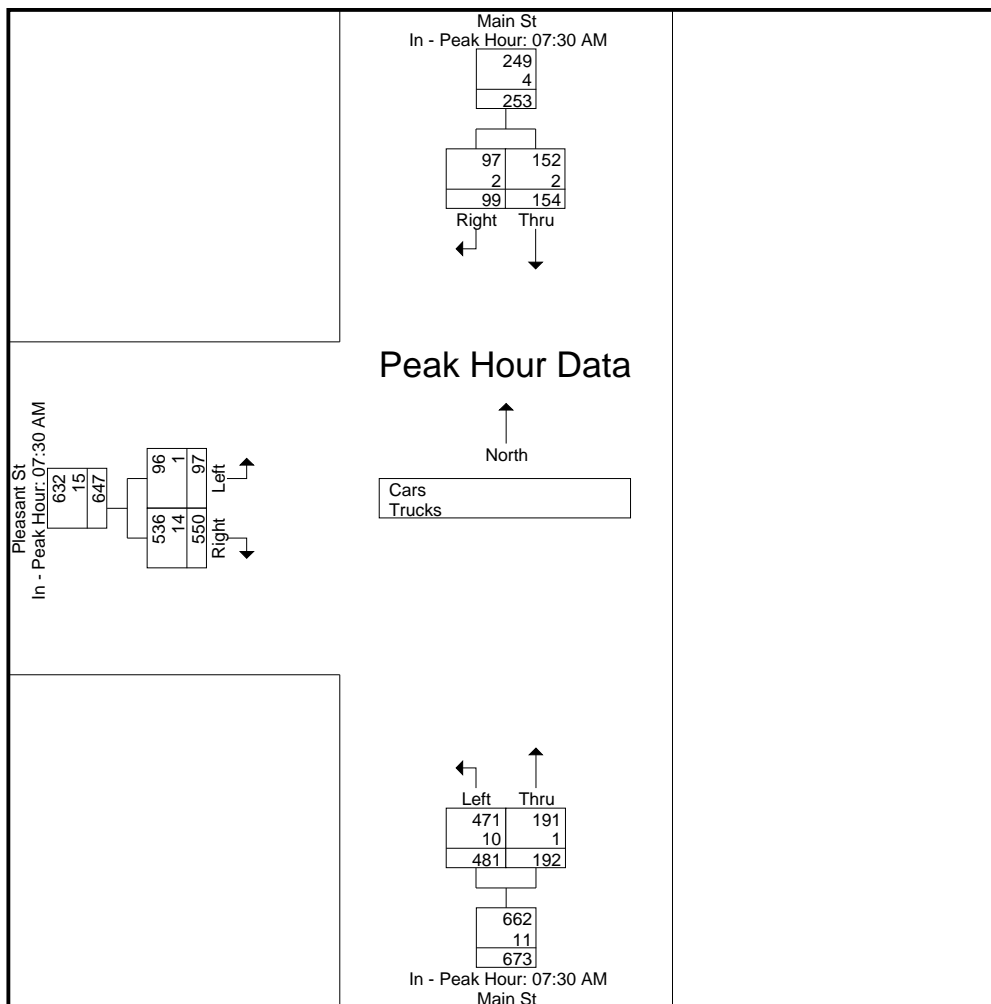 Main St
In - Peak Hour: 07:30 AM
249
4
253
97 152
2 2
99 154
Right Thru
Peak Hour Data
North
Cars
Trucks
Pleasant St
In - Peak Hour: 07:30 AM
632
15
647
96
1
97
Left
536
14
550
Right
Left Thru
471 191
10 1
481 192
662
11
673
In - Peak Hour: 07:30 AM
Main St